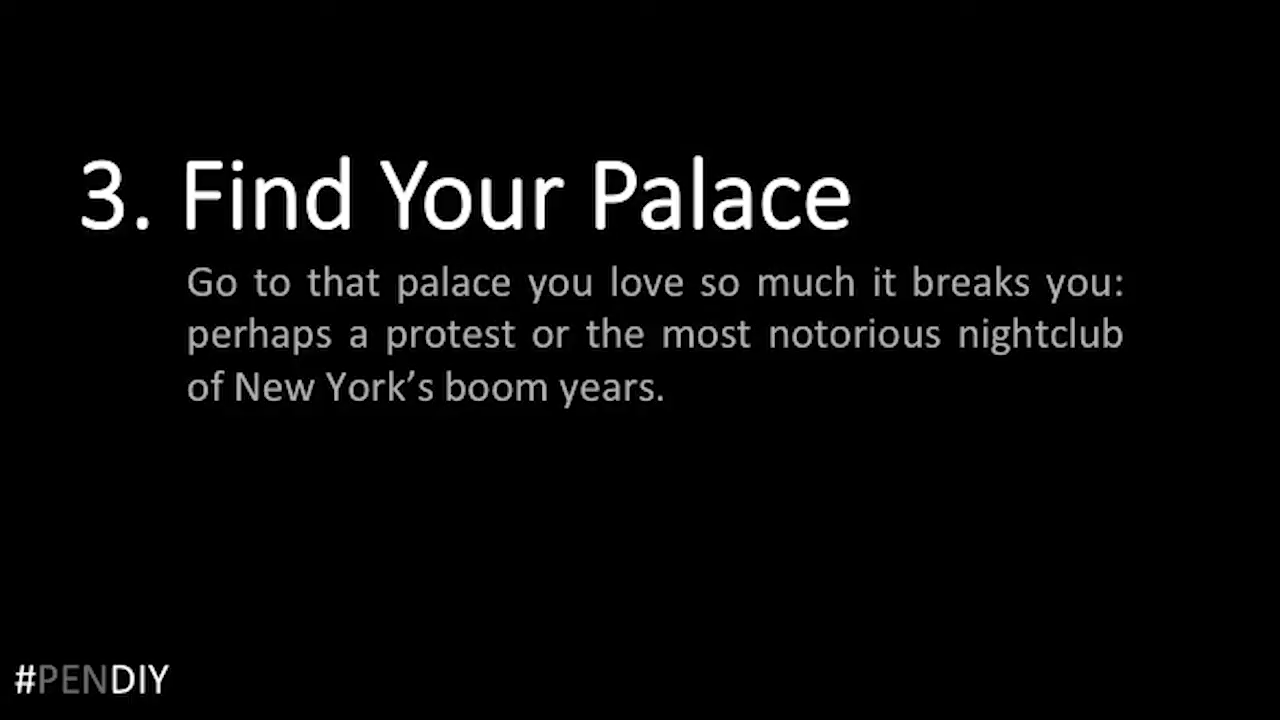 3. Find Your Palace
Go to that palace you love so much it breaks you:
perhaps a protest or the most notorious nightclub
of New York’s boom years.
#PENDIY